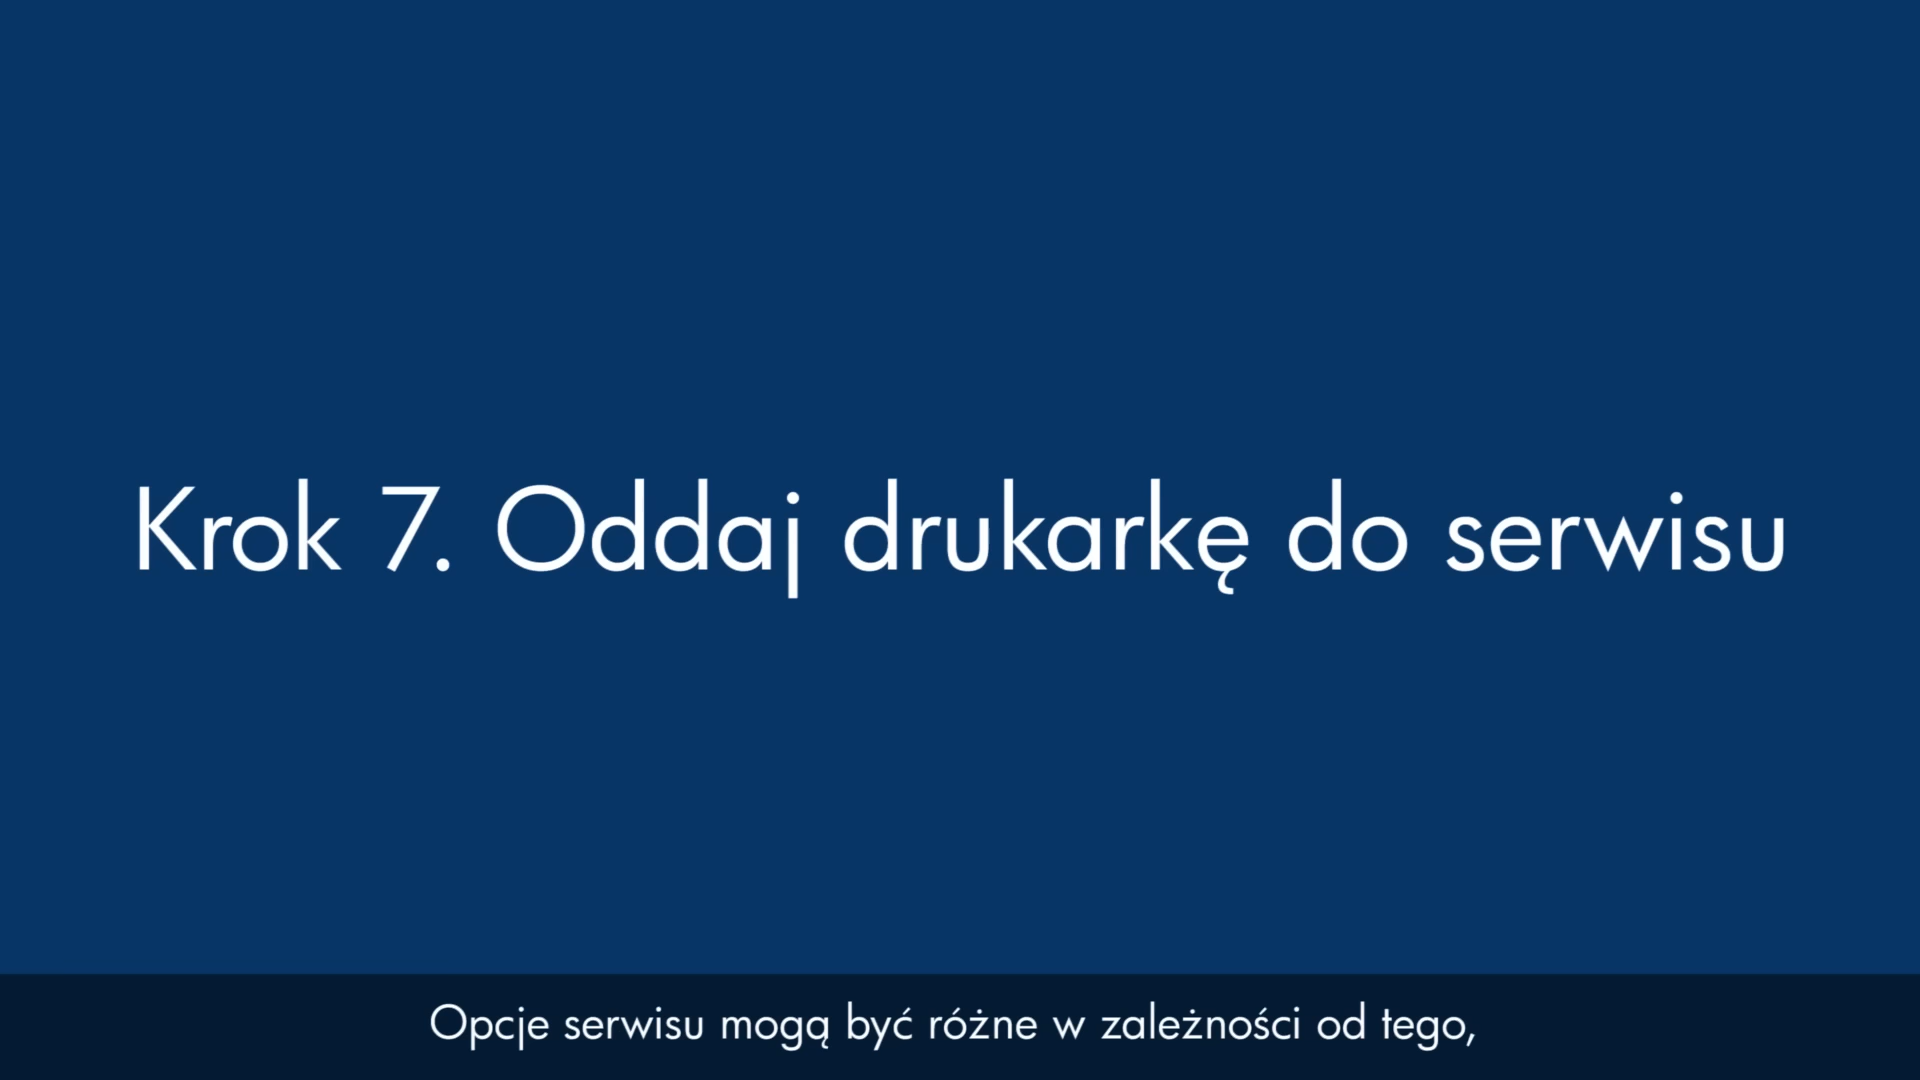 Krok 7. Oddaj drukarkę do serwisu
Opcje serwisu mogą być różne w zależności od tego,